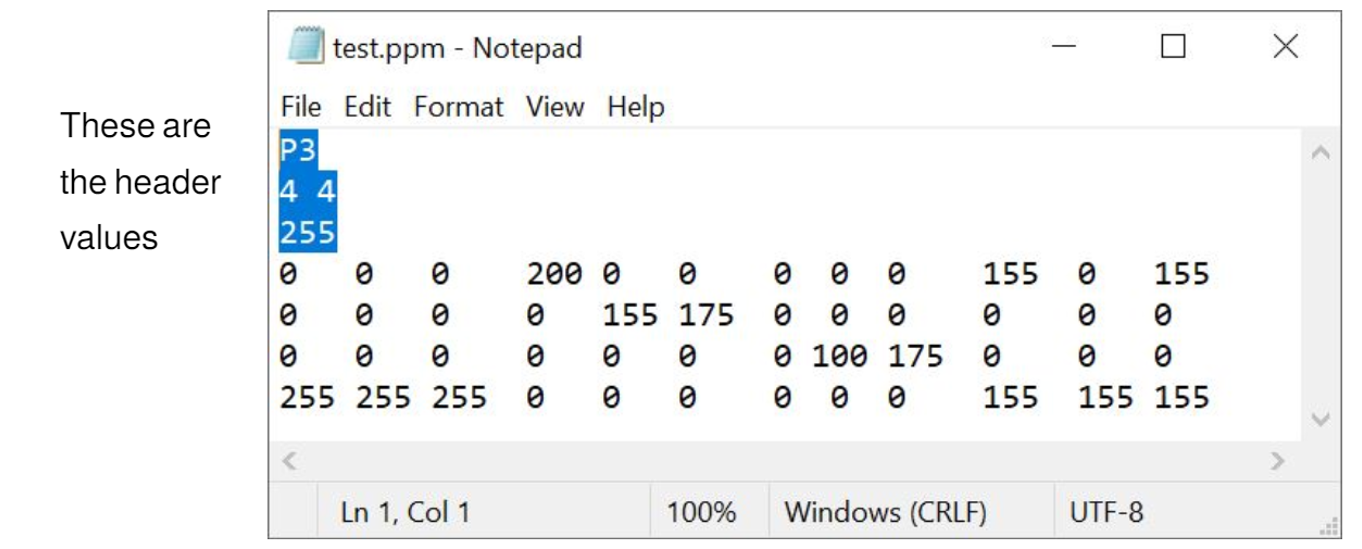 These are
the header
values
test.ppm - Notepad
File Edit Format View Help
P3
4 4
255
0 0 0 200 0 0 0 0 0 155 0 155
0 0 0 0 155 175 0 0 0 0 0 0
0 0 0 0 0 0 0 100 175 0 0 0
255 255 255 0 0 0 0 0 0 155 155 155
Ln 1, Col 1 100% Windows (CRLF) UTF-8